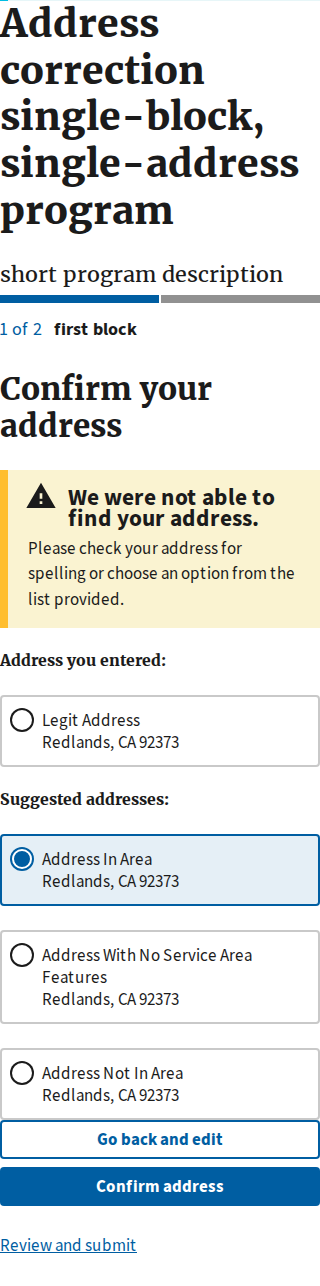 Address
correction
single-block,
single-address
program
short program description
1 of 2 first block
Confirm your
address
We were not able to
find your address.
Please check your address for
spelling or choose an option from the
list provided.
Address you entered:
Legit Address
Redlands, CA 92373
Suggested addresses:
Address In Area
Redlands, CA 92373
Address With No Service Area
Features
Redlands, CA 92373
Address Not In Area
Redlands, CA 92373
Go back and edit
Confirm address
Review and submit